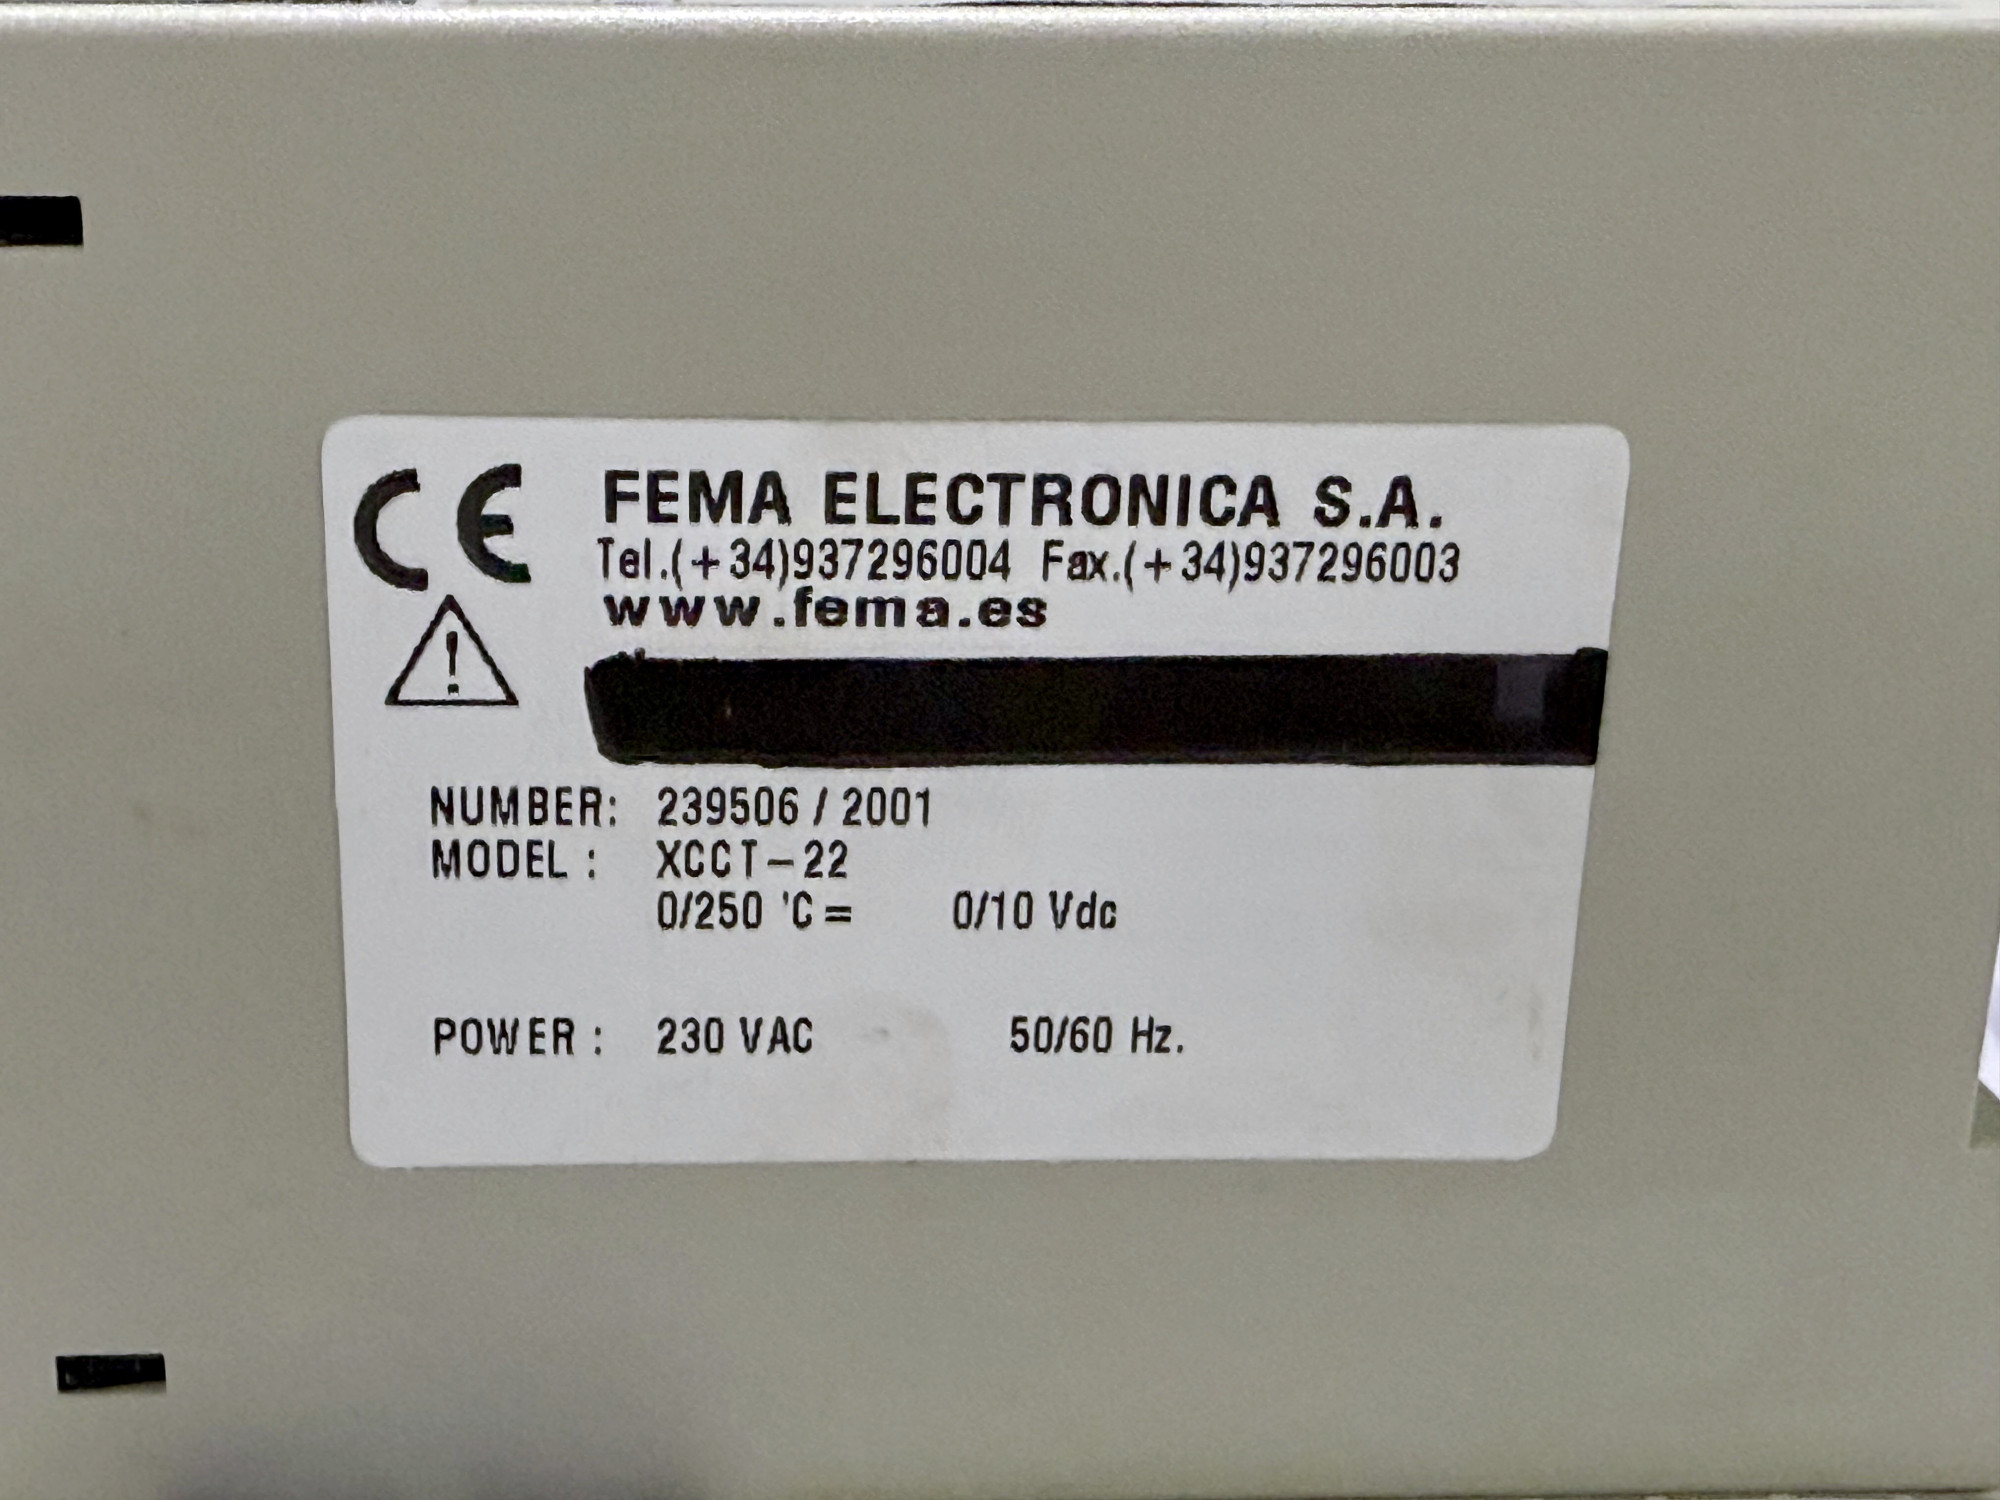 CE FEMA ELECTRONICA S.A.
Tel.(+34)937296004 Fax.(+34)937296003
www.fema.es
!
NUMBER: 239506 / 2001
MODEL : XCCT-22
0/250 'C = 0/10 Vdc
POWER : 230 VAC 50/60 Hz.